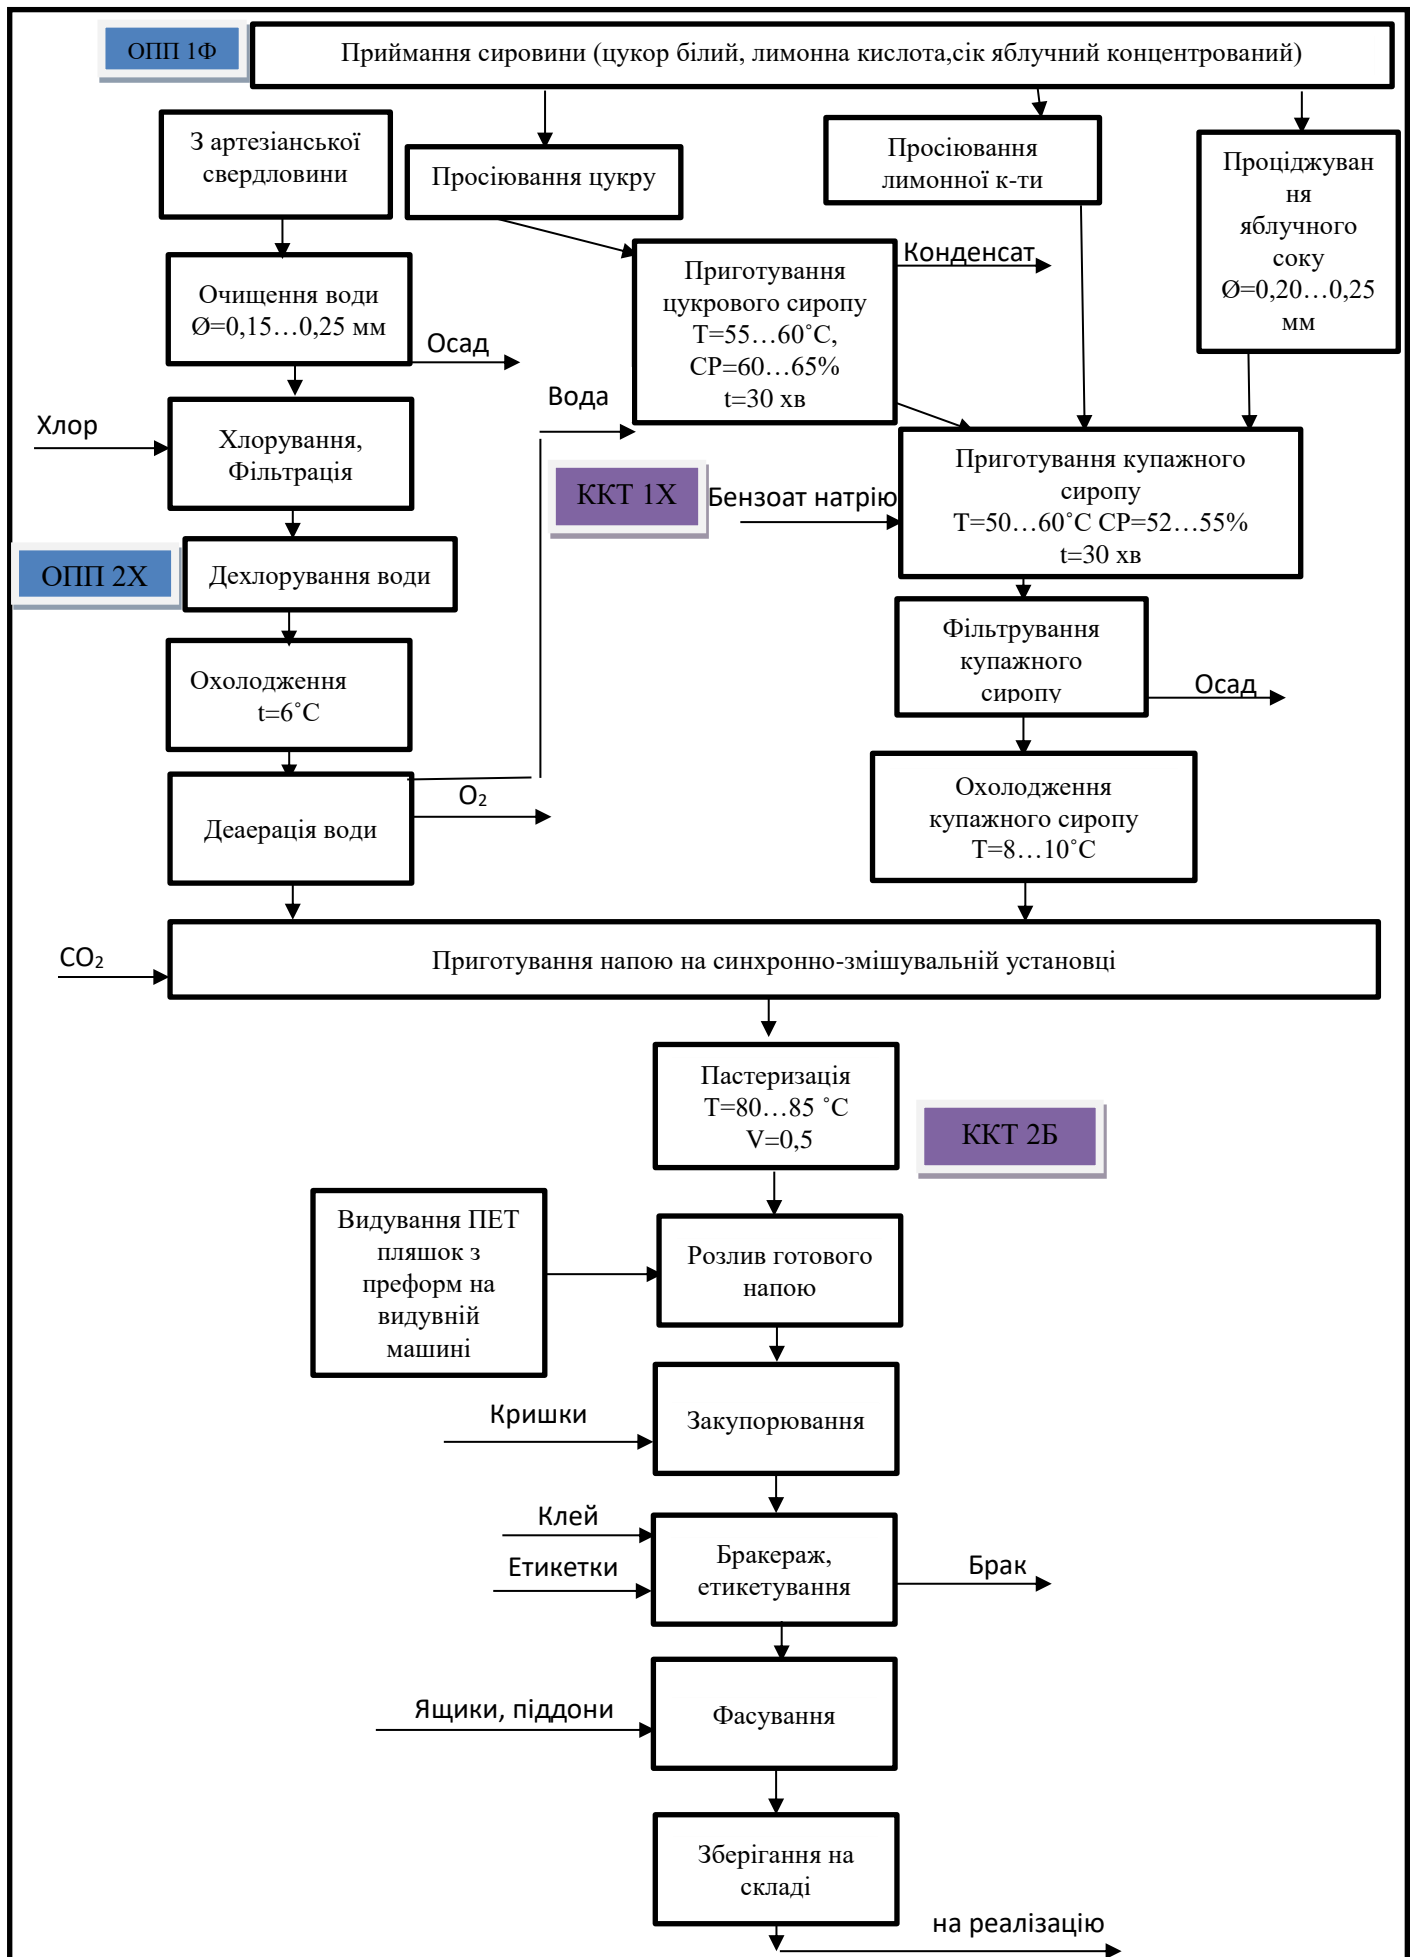 ОПП 1Ф
Приймання сировини (цукор білий, лимонна кислота,сік яблучний концентрований)
З артезіанської
свердловини
Просіювання цукру
Просіювання
лимонної к-ти
Проціджуван
ня
яблучного
соку
Ø=0,20…0,25
мм
Очищення води
Ø=0,15…0,25 мм
Осад
Приготування
цукрового сиропу
Т=55…60˚С,
СР=60…65%
t=30 хв
Конденсат
Вода
Хлор
Хлорування,
Фільтрація
ККТ 1Х
Бензоат натрію
Приготування купажного
сиропу
Т=50…60˚С СР=52…55%
t=30 хв
ОПП 2Х
Дехлорування води
Охолодження
t=6˚С
Фільтрування
купажного
сиропу
Осад
Деаерація води
О₂
Охолодження
купажного сиропу
Т=8…10˚С
СО₂
Приготування напою на синхронно-змішувальній установці
Пастеризація
Т=80…85 ˚С
V=0,5
ККТ 2Б
Видування ПЕТ
пляшок з
преформ на
видувній
машині
Розлив готового
напою
Кришки
Закупорювання
Клей
Етикетки
Бракераж,
етикетування
Брак
Ящики, піддони
Фасування
Зберігання на
складі
на реалізацію